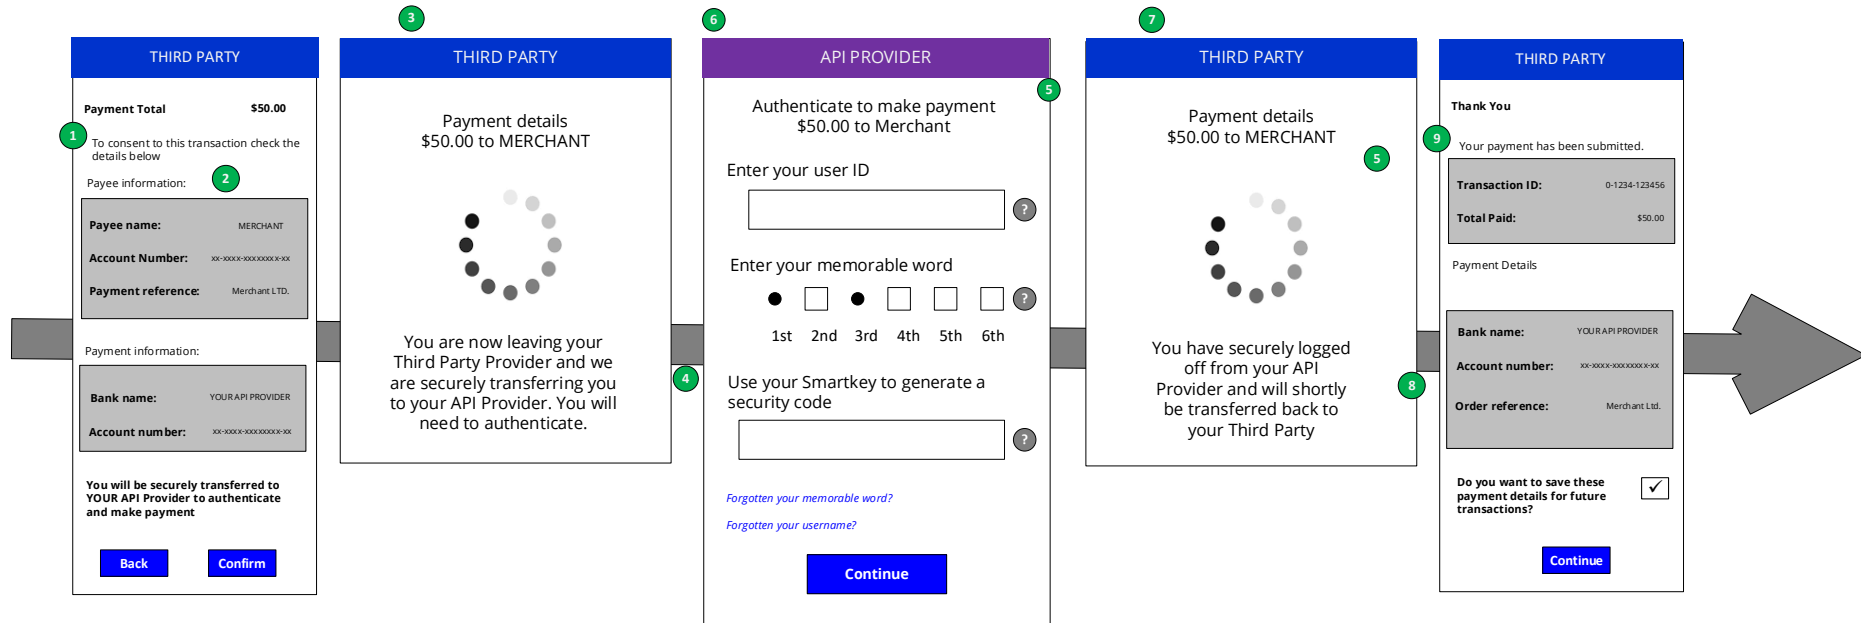 3
6
7
THIRD PARTY
Payment Total $50.00
1
To consent to this transaction check the
details below
Payee information:
2
Payee name: MERCHANT
Account Number: xx-xxxx-xxxxxxxx-xx
Payment reference: Merchant LTD.
Payment information:
Bank name: YOUR API PROVIDER
Account number: xx-xxxx-xxxxxxxx-xx
You will be securely transferred to
YOUR API Provider to authenticate
and make payment
Back Confirm
THIRD PARTY
Payment details
$50.00 to MERCHANT
You are now leaving your
Third Party Provider and we
are securely transferring you
to your API Provider. You will
need to authenticate.
4
API PROVIDER
5
Authenticate to make payment
$50.00 to Merchant
Enter your user ID
?
Enter your memorable word
?
1st 2nd 3rd 4th 5th 6th
Use your Smartkey to generate a
security code
?
Forgotten your memorable word?
Forgotten your username?
Continue
THIRD PARTY
Payment details
$50.00 to MERCHANT
5
You have securely logged
off from your API
Provider and will shortly
be transferred back to
your Third Party
8
THIRD PARTY
Thank You
9
Your payment has been submitted.
Transaction ID: 0-1234-123456
Total Paid: $50.00
Payment Details
Bank name: YOUR API PROVIDER
Account number: xx-xxxx-xxxxxxxx-xx
Order reference: Merchant Ltd.
Do you want to save these
payment details for future
transactions?
Continue